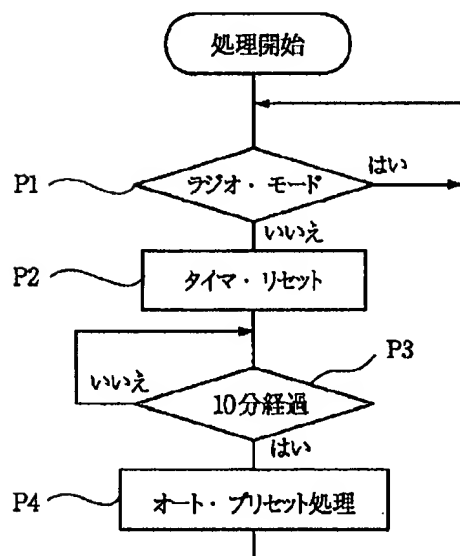 処理開始
はい
P1
ラジオ・モード
いいえ
P2
タイマ・リセット
P3
いいえ
10分経過
はい
P4
オート・プリセット処理